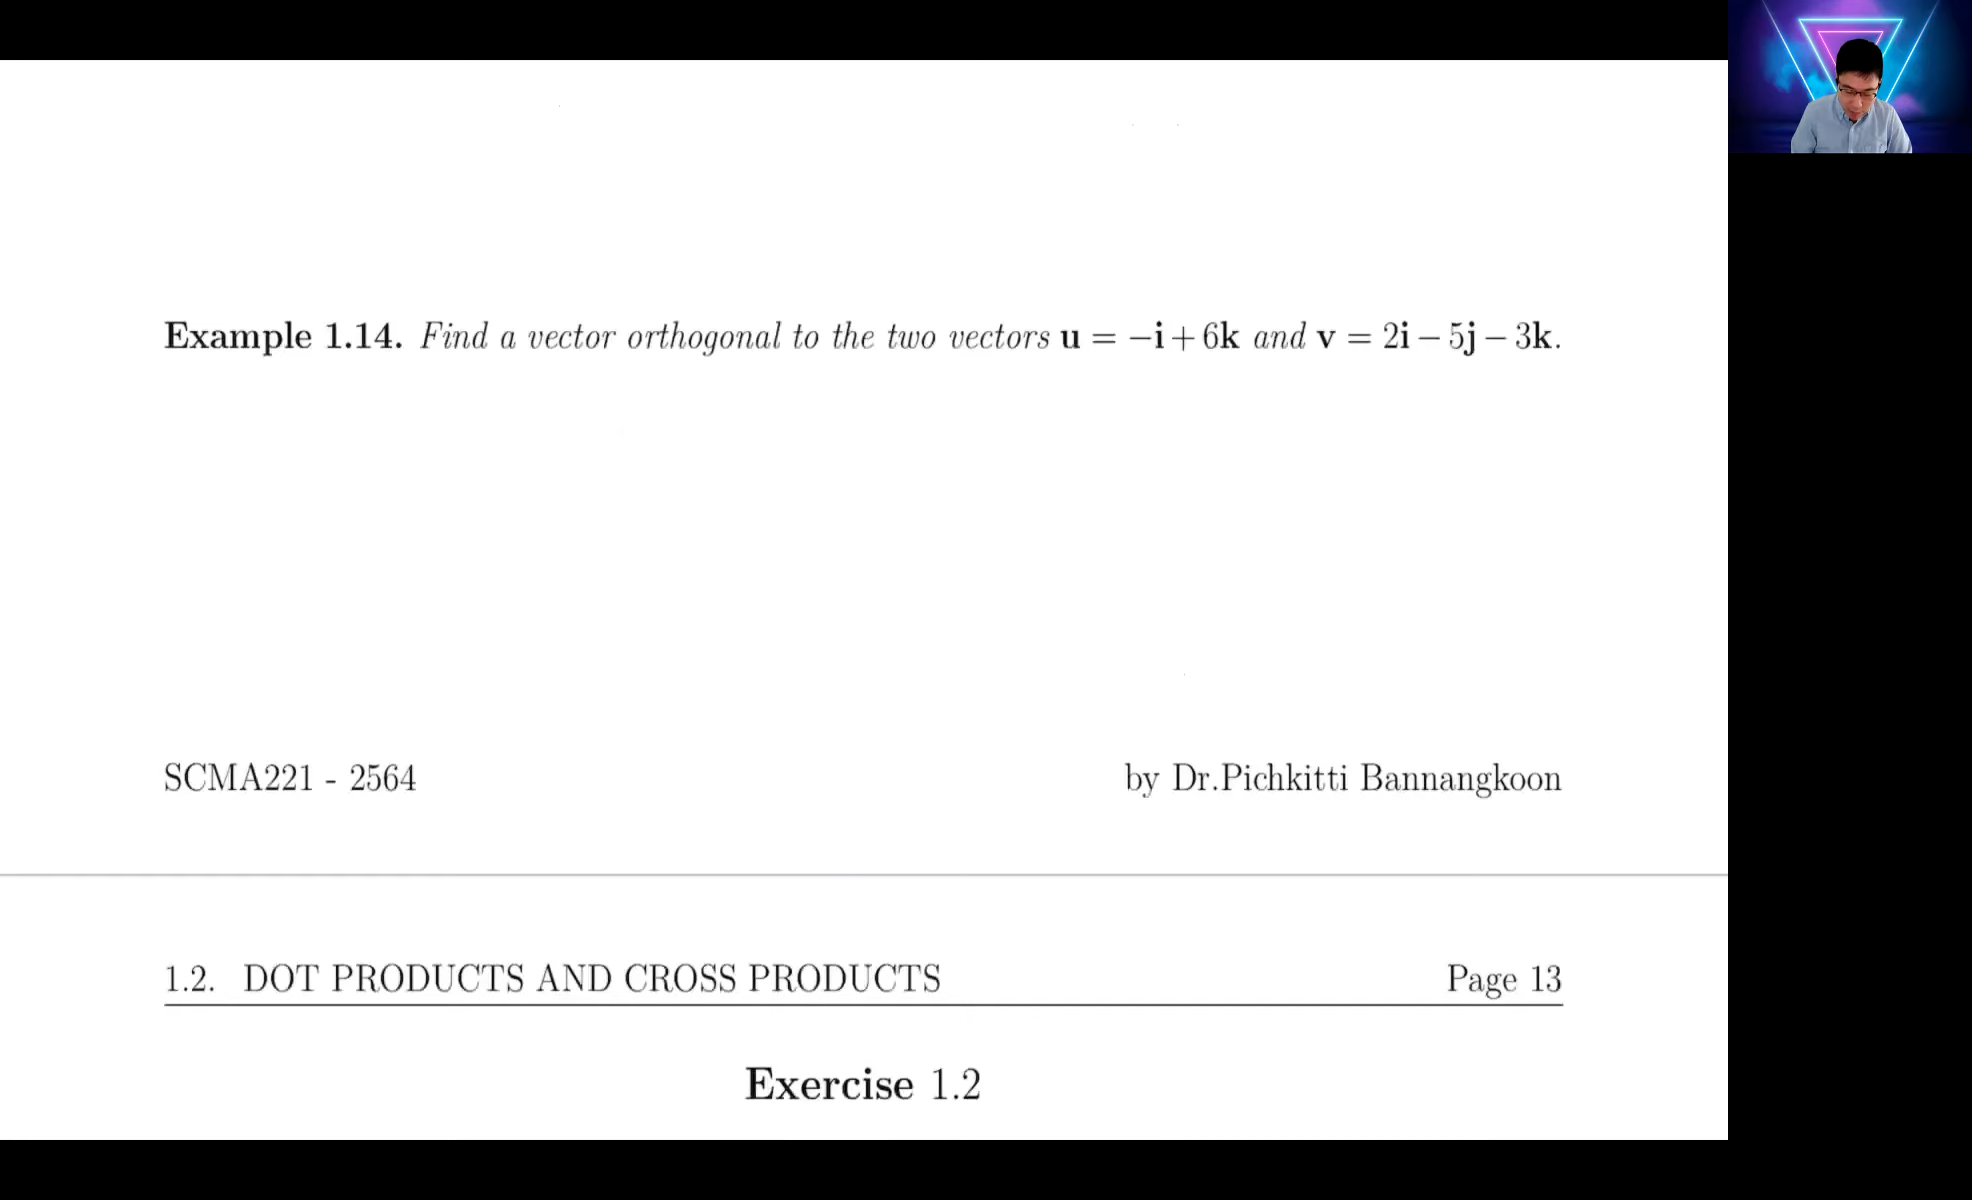 Example 1.14. Find a vector orthogonal to the two vectors u = −i + 6k and v = 2i − 5j − 3k.
SCMA221 - 2564 by Dr.Pichkitti Bannangkoon
1.2. DOT PRODUCTS AND CROSS PRODUCTS Page 13
Exercise 1.2